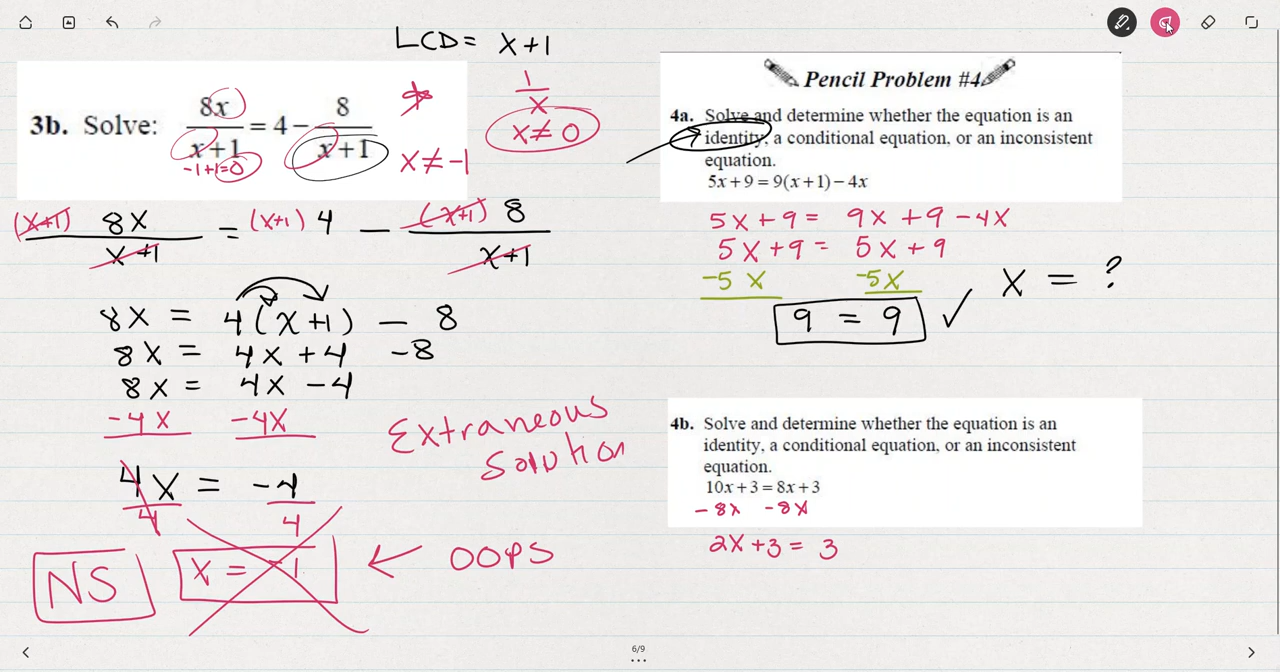 LCD = x+1
3b. Solve: 8x/x+1 = 4 − 8/x+1
-1+1=0
* x ≠ -1
1/x
x ≠ 0
(x+1) 8x/x+1 = (x+1) 4 − (x+1) 8/x+1
8x = 4(x+1) − 8
8x = 4x+4 -8
8x = 4x -4
-4x -4x
4x = -4
4 4
Extraneous
Solution
NS x = -1 ← OOPS
Pencil Problem #4
4a. Solve and determine whether the equation is an
identity, a conditional equation, or an inconsistent
equation.
5x + 9 = 9(x + 1) − 4x
5x+9 = 9x +9 -4x
5x+9 = 5x+9
-5x -5x
9 = 9 ✓
x = ?
4b. Solve and determine whether the equation is an
identity, a conditional equation, or an inconsistent
equation.
10x + 3 = 8x + 3
-8x -8x
2x +3 = 3
6/9